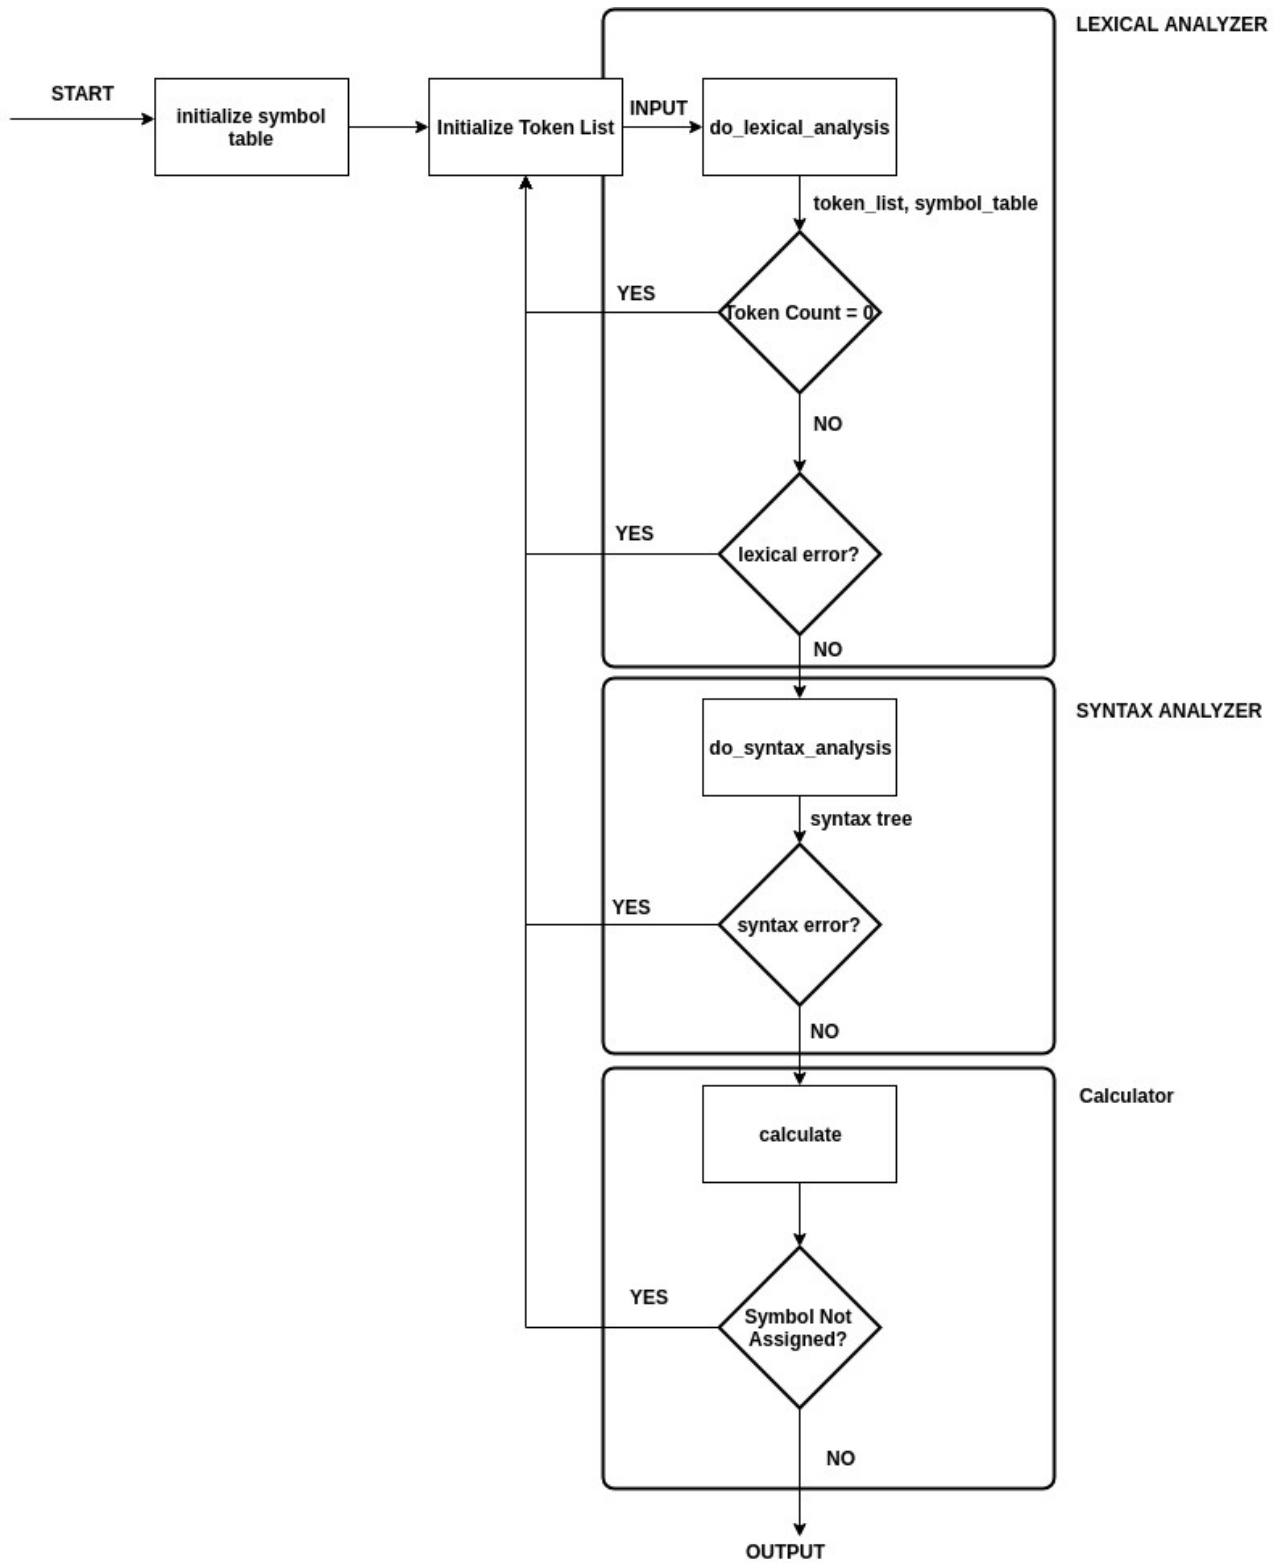 LEXICAL ANALYZER
START
initialize symbol
table
Initialize Token List
INPUT
do_lexical_analysis
token_list, symbol_table
YES
Token Count = 0
NO
YES
lexical error?
NO
SYNTAX ANALYZER
do_syntax_analysis
syntax tree
YES
syntax error?
NO
Calculator
calculate
YES
Symbol Not
Assigned?
NO
OUTPUT